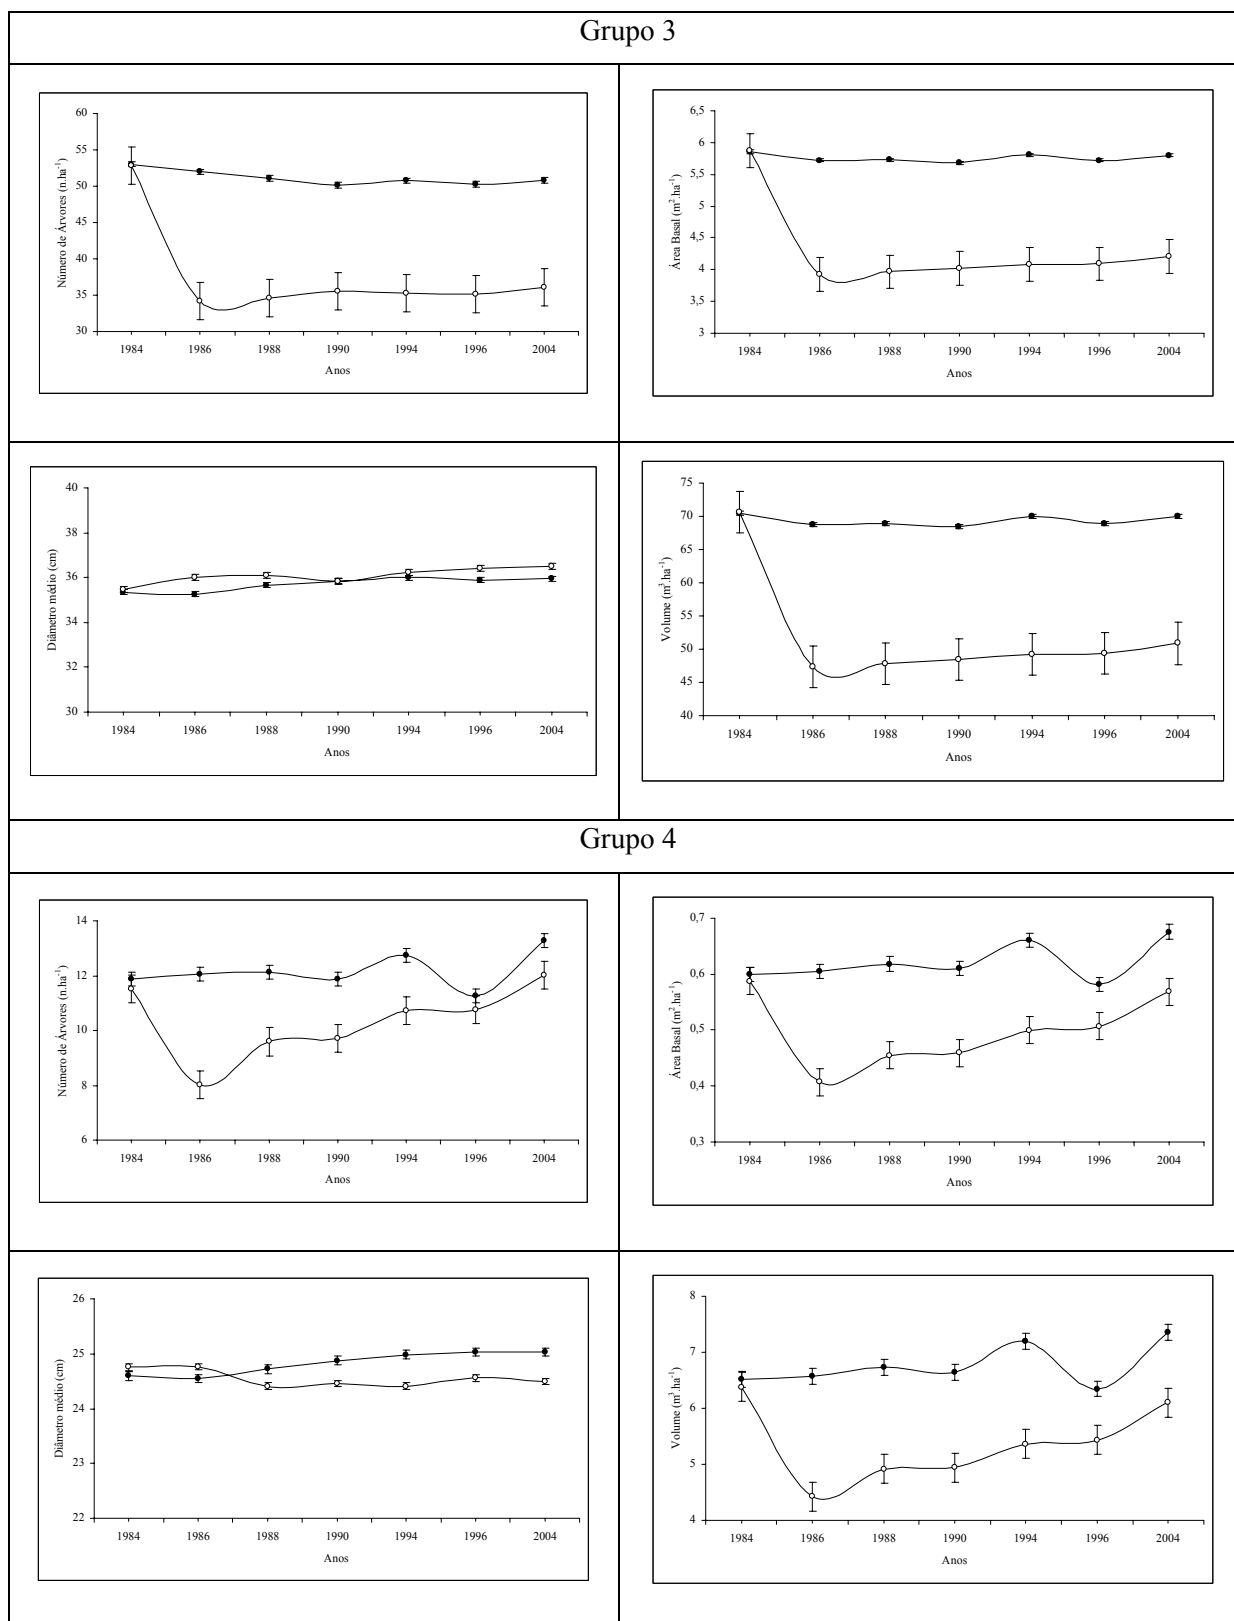 Grupo 3
Número de Árvores (n.ha⁻¹)
60
55
50
45
40
35
30
1984 1986 1988 1990 1994 1996 2004
Anos
Área Basal (m².ha⁻¹)
6,5
6
5,5
5
4,5
4
3,5
3
1984 1986 1988 1990 1994 1996 2004
Anos
Diâmetro médio (cm)
40
38
36
34
32
30
1984 1986 1988 1990 1994 1996 2004
Anos
Volume (m³.ha⁻¹)
75
70
65
60
55
50
45
40
1984 1986 1988 1990 1994 1996 2004
Anos
Grupo 4
Número de Árvores (n.ha⁻¹)
14
12
10
8
6
1984 1986 1988 1990 1994 1996 2004
Anos
Área Basal (m².ha⁻¹)
0,7
0,6
0,5
0,4
0,3
1984 1986 1988 1990 1994 1996 2004
Anos
Diâmetro médio (cm)
26
25
24
23
22
1984 1986 1988 1990 1994 1996 2004
Anos
Volume (m³.ha⁻¹)
8
7
6
5
4
1984 1986 1988 1990 1994 1996 2004
Anos